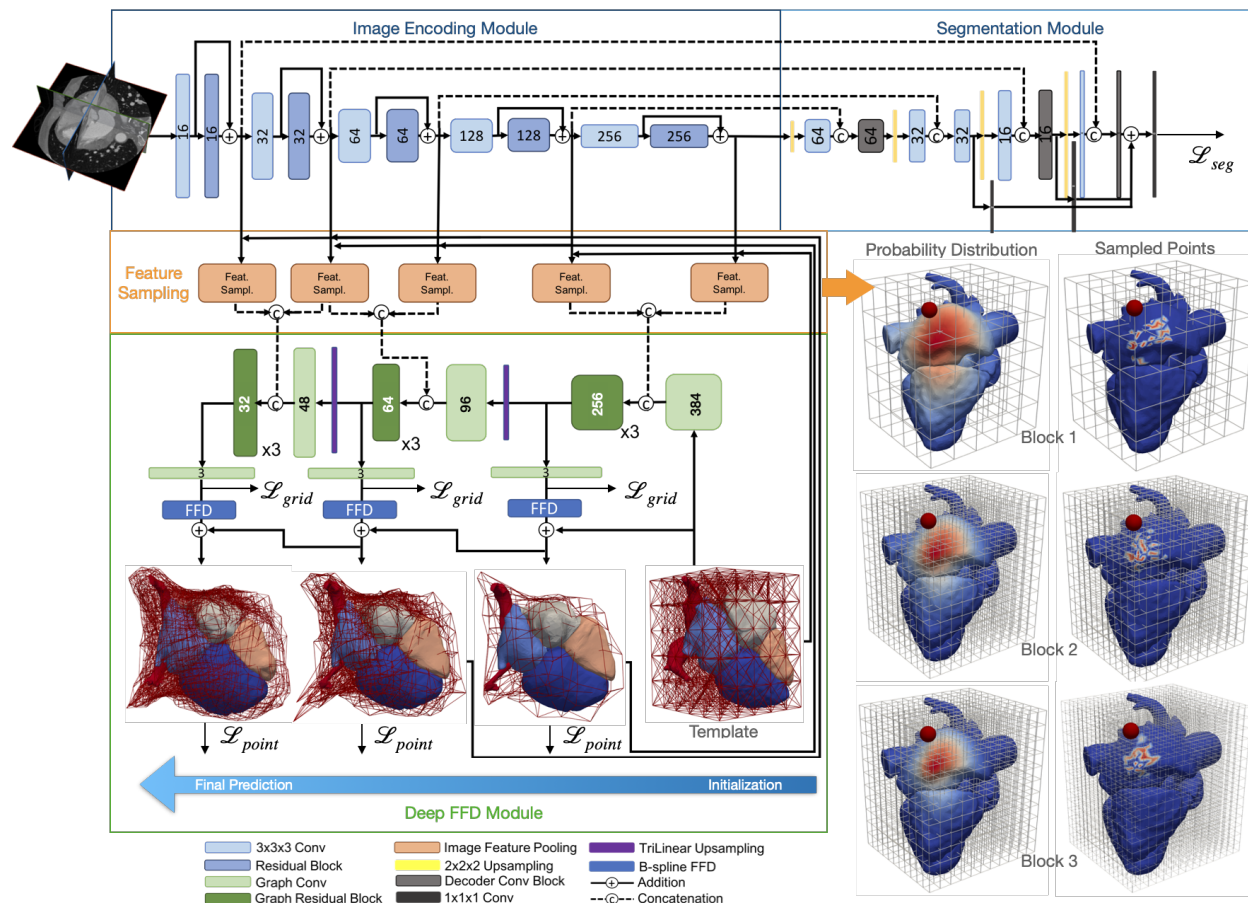 Image Encoding Module
Segmentation Module
16
16
32
32
64
64
128
128
256
256
64
C
64
32
C
32
16
C
16
C
ℒseg
Feature
Sampling
Feat.
Sampl.
Feat.
Sampl.
Feat.
Sampl.
Feat.
Sampl.
Feat.
Sampl.
C
C
C
Probability Distribution
Sampled Points
32
x3
C
48
64
x3
C
96
256
x3
C
384
Block 1
3
3
3
ℒgrid
ℒgrid
ℒgrid
FFD
FFD
FFD
Block 2
ℒpoint
ℒpoint
ℒpoint
Template
Final Prediction
Initialization
Deep FFD Module
Block 3
3x3x3 Conv
Residual Block
Graph Conv
Graph Residual Block
Image Feature Pooling
2x2x2 Upsampling
Decoder Conv Block
1x1x1 Conv
TriLinear Upsampling
B-spline FFD
Addition
C
Concatenation